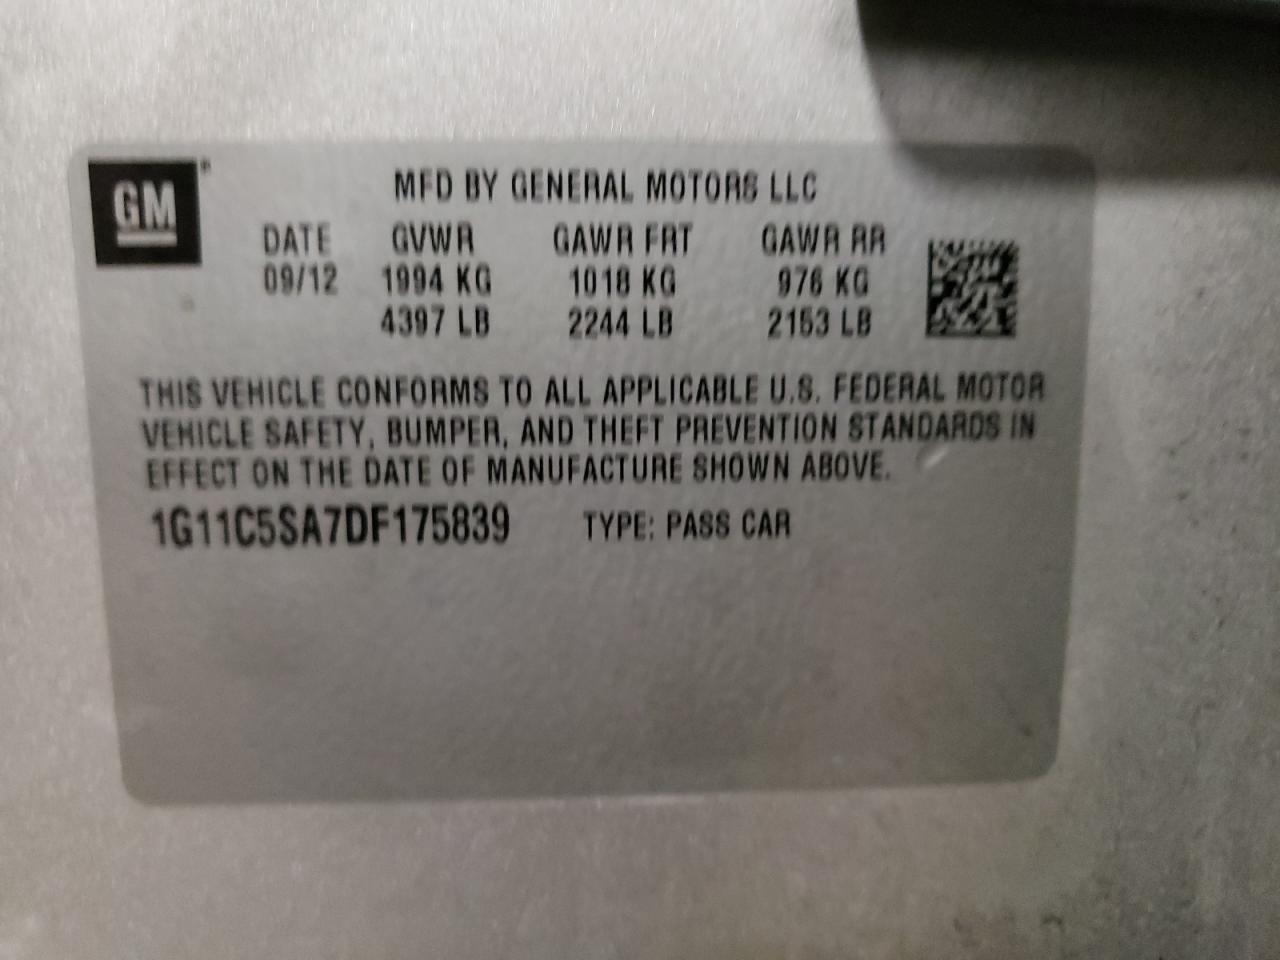 GM
MFD BY GENERAL MOTORS LLC
DATE GVWR GAWR FRT GAWR RR
09/12 1994 KG 1018 KG 976 KG
4397 LB 2244 LB 2153 LB
THIS VEHICLE CONFORMS TO ALL APPLICABLE U.S. FEDERAL MOTOR
VEHICLE SAFETY, BUMPER, AND THEFT PREVENTION STANDARDS IN
EFFECT ON THE DATE OF MANUFACTURE SHOWN ABOVE.
1G11C5SA7DF175839 TYPE: PASS CAR